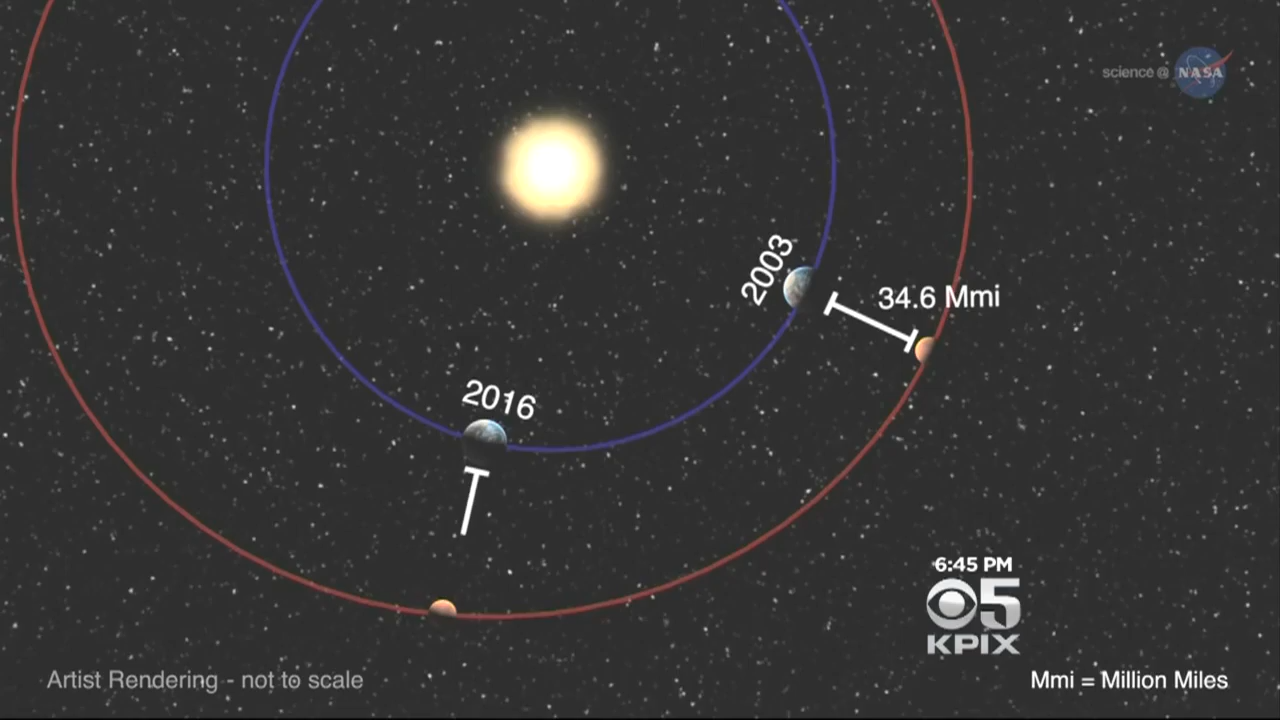 science @ NASA
2003
34.6 Mmi
2016
6:45 PM
5
KPIX
Artist Rendering - not to scale
Mmi = Million Miles